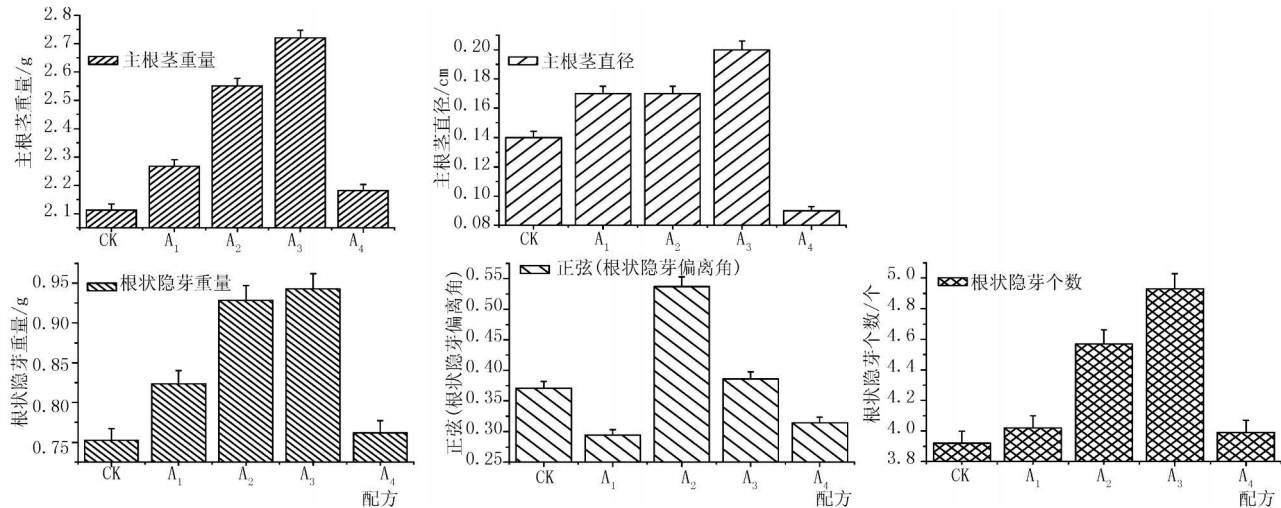 主根茎重量/g
2.8
2.7
2.6
2.5
2.3
2.2
2.1
主根茎重量
CK A₁ A₂ A₃ A₄
主根茎直径/cm
0.20
0.18
0.16
0.14
0.12
0.10
0.08
主根茎直径
CK A₁ A₂ A₃ A₄
根状隐芽重量/g
0.95
0.90
0.85
0.80
0.75
根状隐芽重量
CK A₁ A₂ A₃ A₄
配方
正弦(根状隐芽偏离角)
0.55
0.50
0.40
0.35
0.30
0.25
正弦(根状隐芽偏离角)
CK A₁ A₂ A₃ A₄
配方
根状隐芽个数/个
5.0
4.8
4.6
4.4
4.2
4.0
3.8
根状隐芽个数
CK A₁ A₂ A₃ A₄
配方